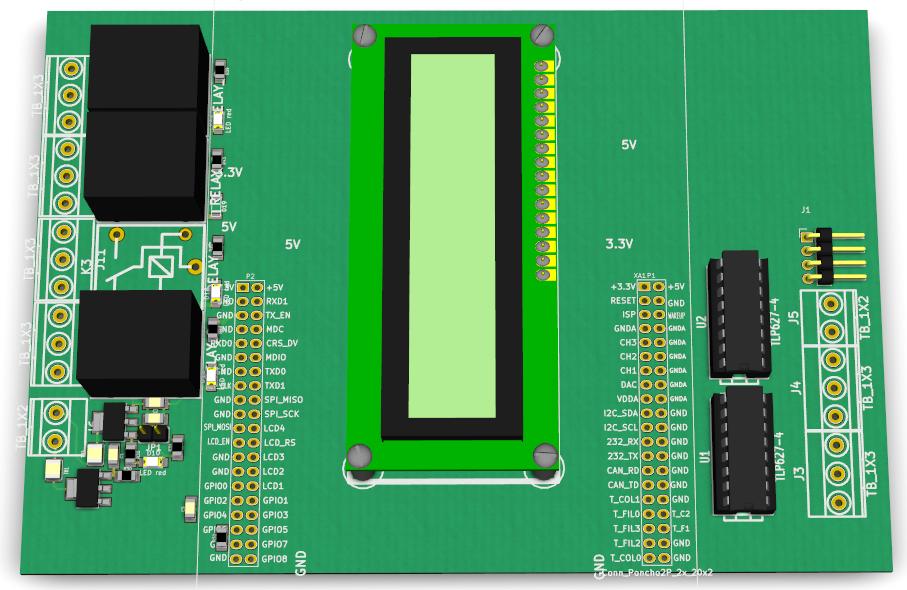 TB_1X3
TB_1X3
TB_1X3
TB_1X3
TB_1X2
K3
J11
RELAY
LED red
3.3V
RELAY
5V
RELAY
RELAY
5V
5V
3.3V
P2
+5V
GND RXD1
GND TX_EN
GND MDC
RXD0 CRS_DV
GND MDIO
GND TXD0
TXD1
GND SPI_MISO
GND SPI_SCK
SPI_MOSI LCD4
LCD_EN LCD_RS
GND LCD3
GND LCD2
GPIO0 LCD1
GPIO2 GPIO1
GPIO4 GPIO3
GPIO5
GPIO7
GND GPIO8
GND
JP1
D10
LED red
XA1P1
+3.3V +5V
RESET GND
ISP WAKEUP
GNDA GNDA
CH3 GNDA
CH2 GNDA
CH1 GNDA
DAC GNDA
VDDA GNDA
I2C_SDA GND
I2C_SCL GND
232_RX GND
232_TX GND
CAN_RD GND
CAN_TD GND
T_COL1 GND
T_FIL0 T_C2
T_FIL3 T_F1
T_FIL2 GND
T_COL0 GND
GND
Conn_Poncho2P_2x_20x2
U2
TLP627-4
U1
TLP627-4
J1
J5
TB_1X2
J4
TB_1X3
J3
TB_1X3